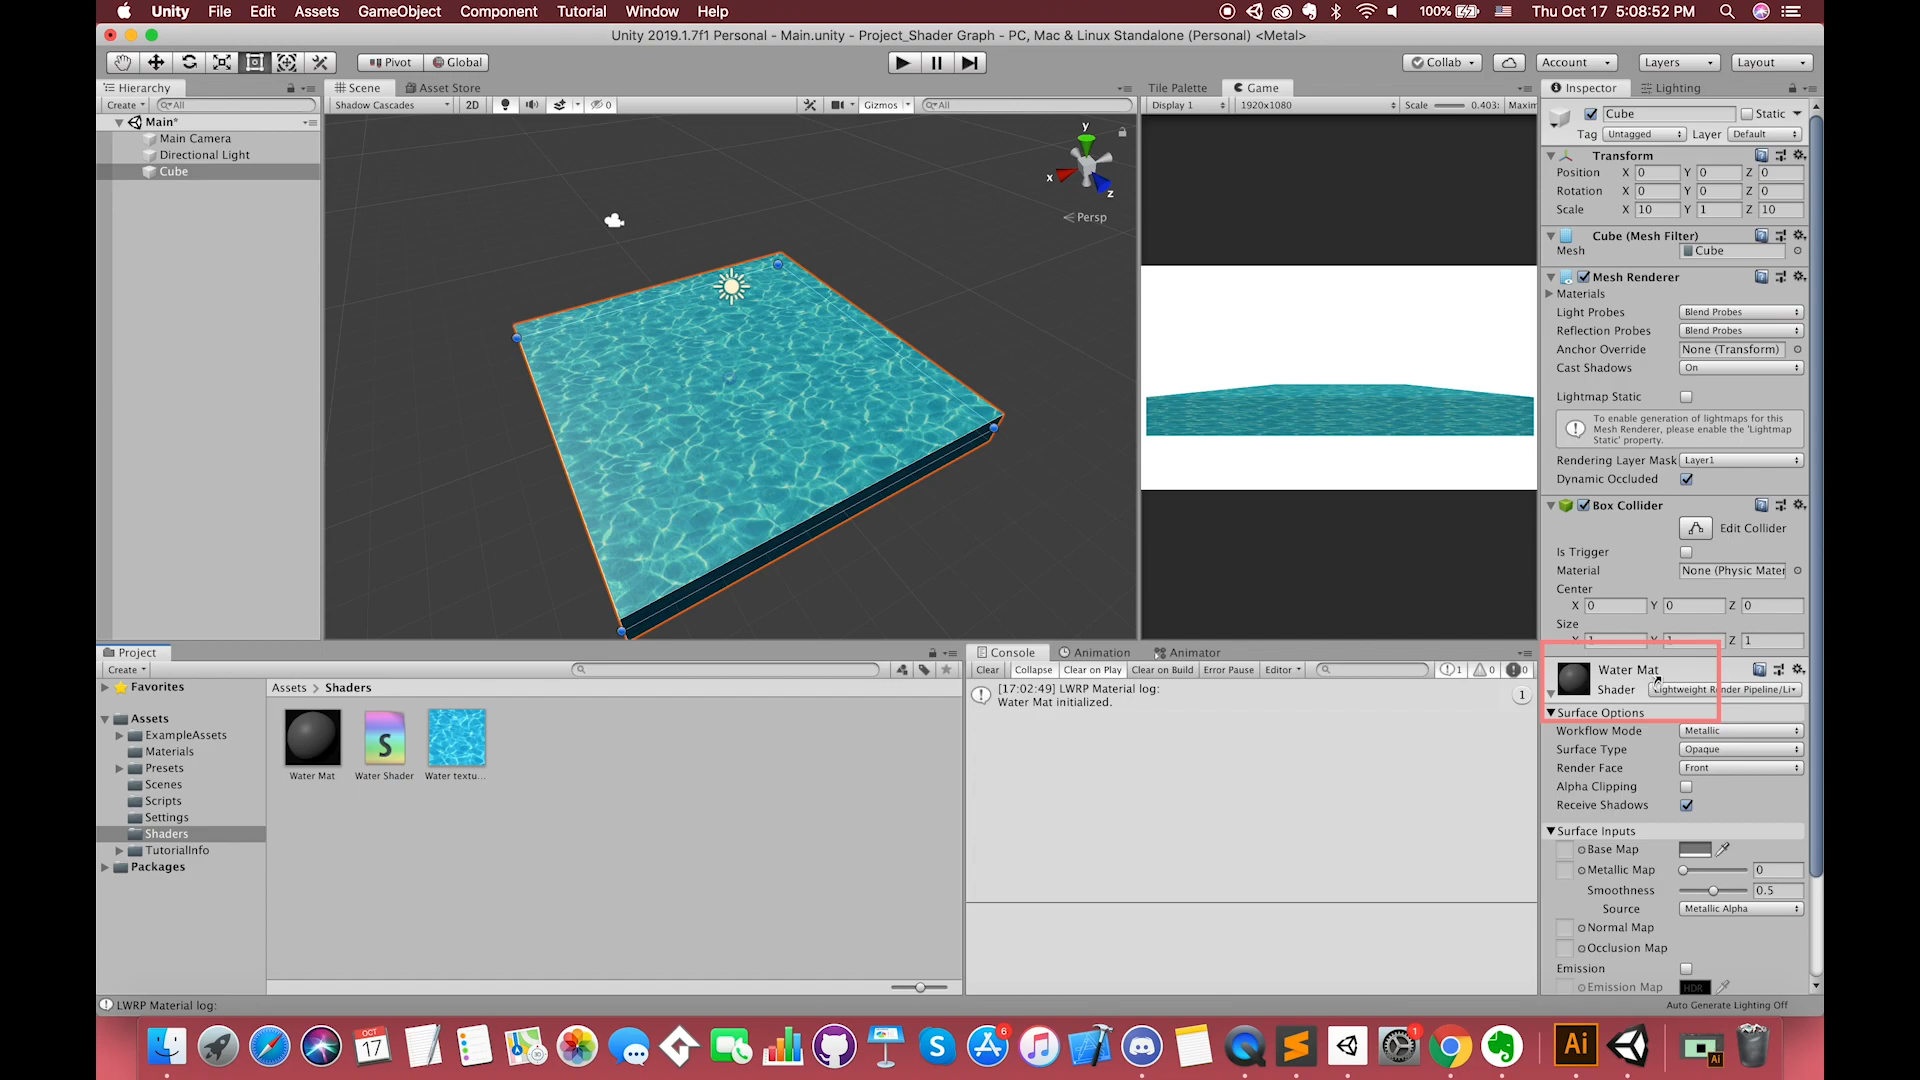 Unity File Edit Assets GameObject Component Tutorial Window Help 100% Thu Oct 17 5:08:52 PM
Unity 2019.1.7f1 Personal - Main.unity - Project_Shader Graph - PC, Mac & Linux Standalone (Personal) <Metal>
Pivot Global Collab Account Layers Layout
Hierarchy Scene Asset Store Tile Palette Game Inspector Lighting
Create All Shadow Cascades 2D 0 Gizmos All Display 1 1920x1080 Scale 0.403: Maxim
Main*
Main Camera
Directional Light
Cube
y
x
z
Persp
Cube Static
Tag Untagged Layer Default
Transform
Position X 0 Y 0 Z 0
Rotation X 0 Y 0 Z 0
Scale X 10 Y 1 Z 10
Cube (Mesh Filter)
Mesh Cube
Mesh Renderer
Materials
Light Probes Blend Probes
Reflection Probes Blend Probes
Anchor Override None (Transform)
Cast Shadows On
Lightmap Static
To enable generation of lightmaps for this
Mesh Renderer, please enable the 'Lightmap
Static' property.
Rendering Layer Mask Layer1
Dynamic Occluded
Box Collider
Edit Collider
Is Trigger
Material None (Physic Mater
Center
X 0 Y 0 Z 0
Size
X 1 Y 1 Z 1
Water Mat
Shader Lightweight Render Pipeline/Li
Surface Options
Workflow Mode Metallic
Surface Type Opaque
Render Face Front
Alpha Clipping
Receive Shadows
Surface Inputs
Base Map
Metallic Map 0
Smoothness 0.5
Source Metallic Alpha
Normal Map
Occlusion Map
Emission
Emission Map HDR
Project
Create
Favorites
Assets
ExampleAssets
Materials
Presets
Scenes
Scripts
Settings
Shaders
TutorialInfo
Packages
Assets > Shaders
S
Water Mat Water Shader Water textu...
Console Animation Animator
Clear Collapse Clear on Play Clear on Build Error Pause Editor 1 0 0
[17:02:49] LWRP Material log:
Water Mat initialized.
1
LWRP Material log:
Auto Generate Lighting Off
OCT
17
S
6
1
Ai
Ai